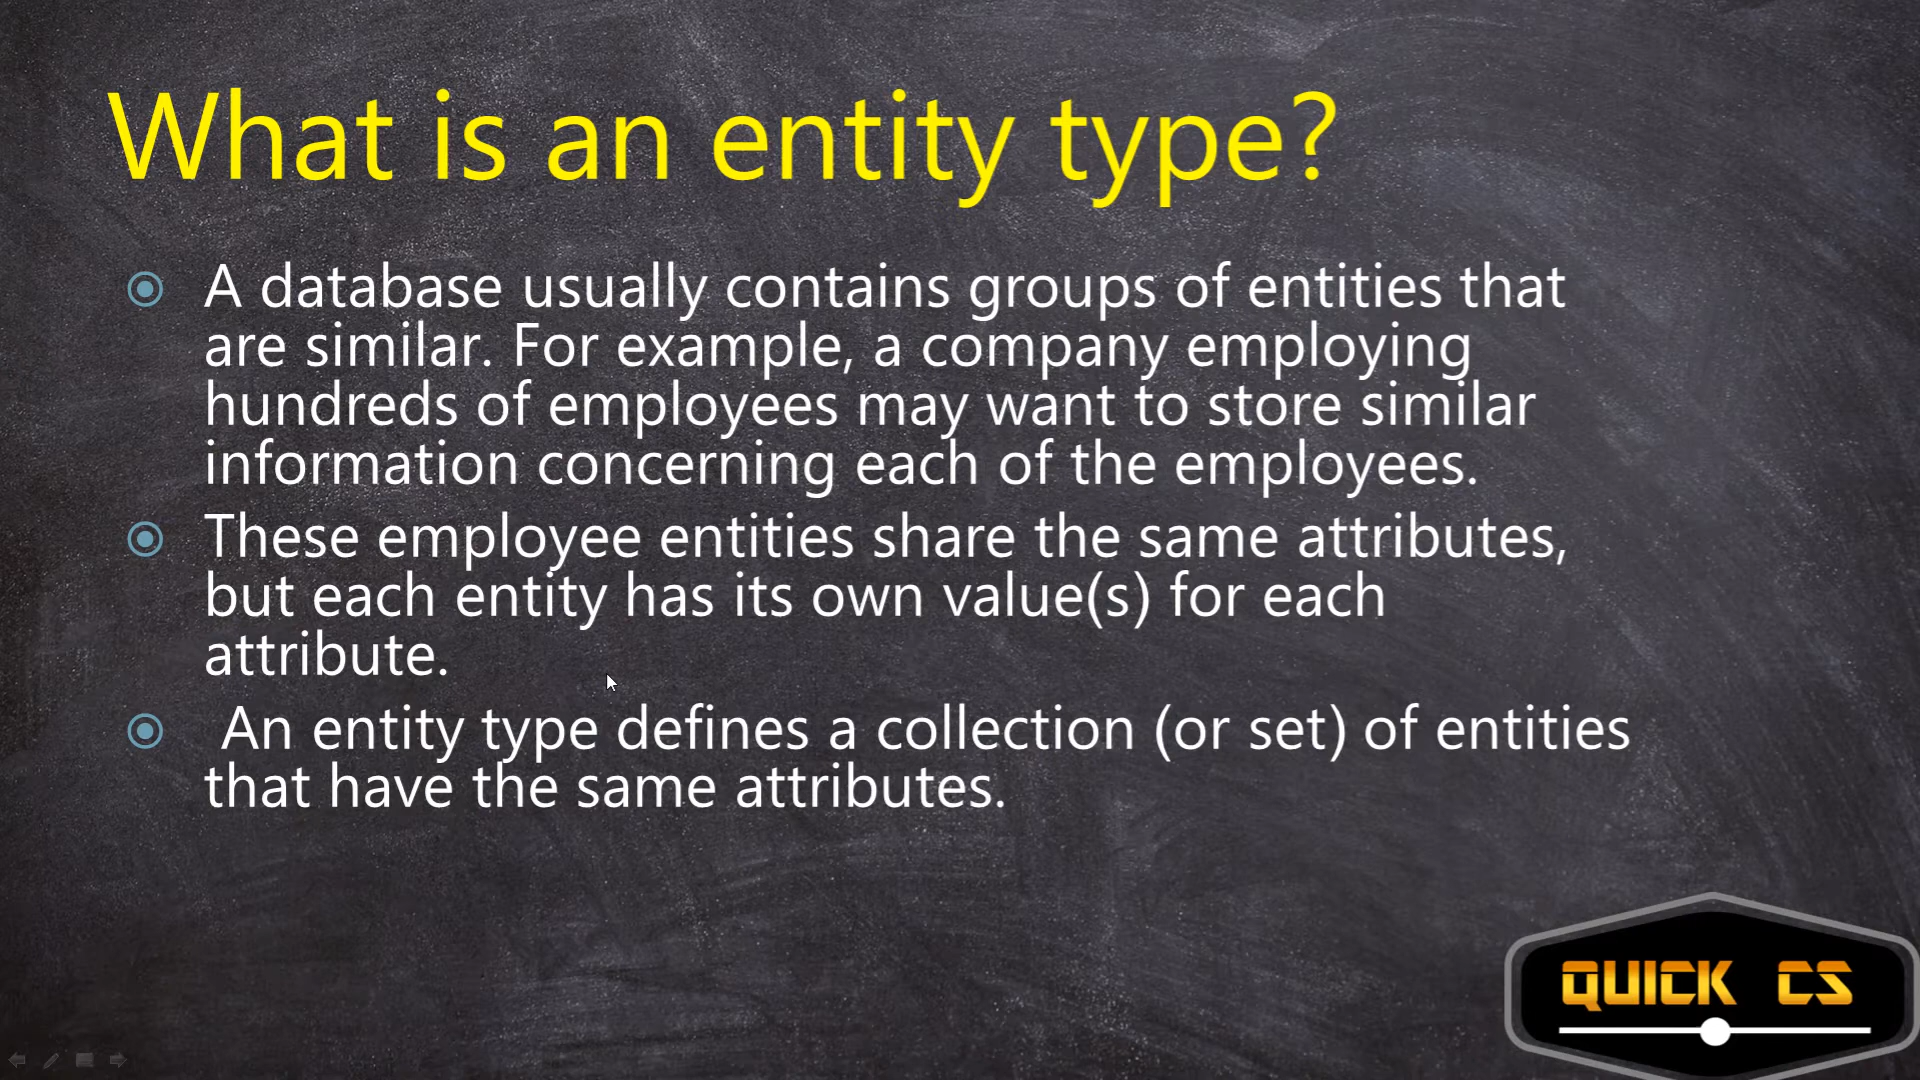 What is an entity type?
A database usually contains groups of entities that
are similar. For example, a company employing
hundreds of employees may want to store similar
information concerning each of the employees.
These employee entities share the same attributes,
but each entity has its own value(s) for each
attribute.
An entity type defines a collection (or set) of entities
that have the same attributes.
QUICK CS